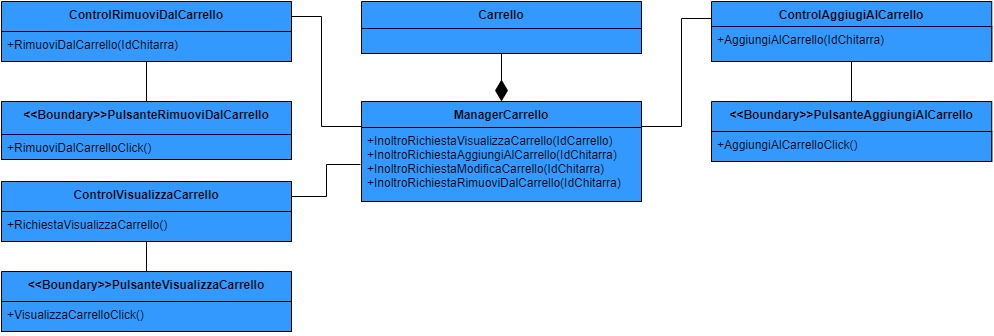 ControlRimuoviDalCarrello
+RimuoviDalCarrello(IdChitarra)
<<Boundary>>PulsanteRimuoviDalCarrello
+RimuoviDalCarrelloClick()
ControlVisualizzaCarrello
+RichiestaVisualizzaCarrello()
<<Boundary>>PulsanteVisualizzaCarrello
+VisualizzaCarrelloClick()
Carrello
ManagerCarrello
+InoltroRichiestaVisualizzaCarrello(IdCarrello)
+InoltroRichiestaAggiungiAlCarrello(IdChitarra)
+InoltroRichiestaModificaCarrello(IdChitarra)
+InoltroRichiestaRimuoviDalCarrello(IdChitarra)
ControlAggiugiAlCarrello
+AggiungiAlCarrello(IdChitarra)
<<Boundary>>PulsanteAggiungiAlCarrello
+AggiungiAlCarrelloClick()